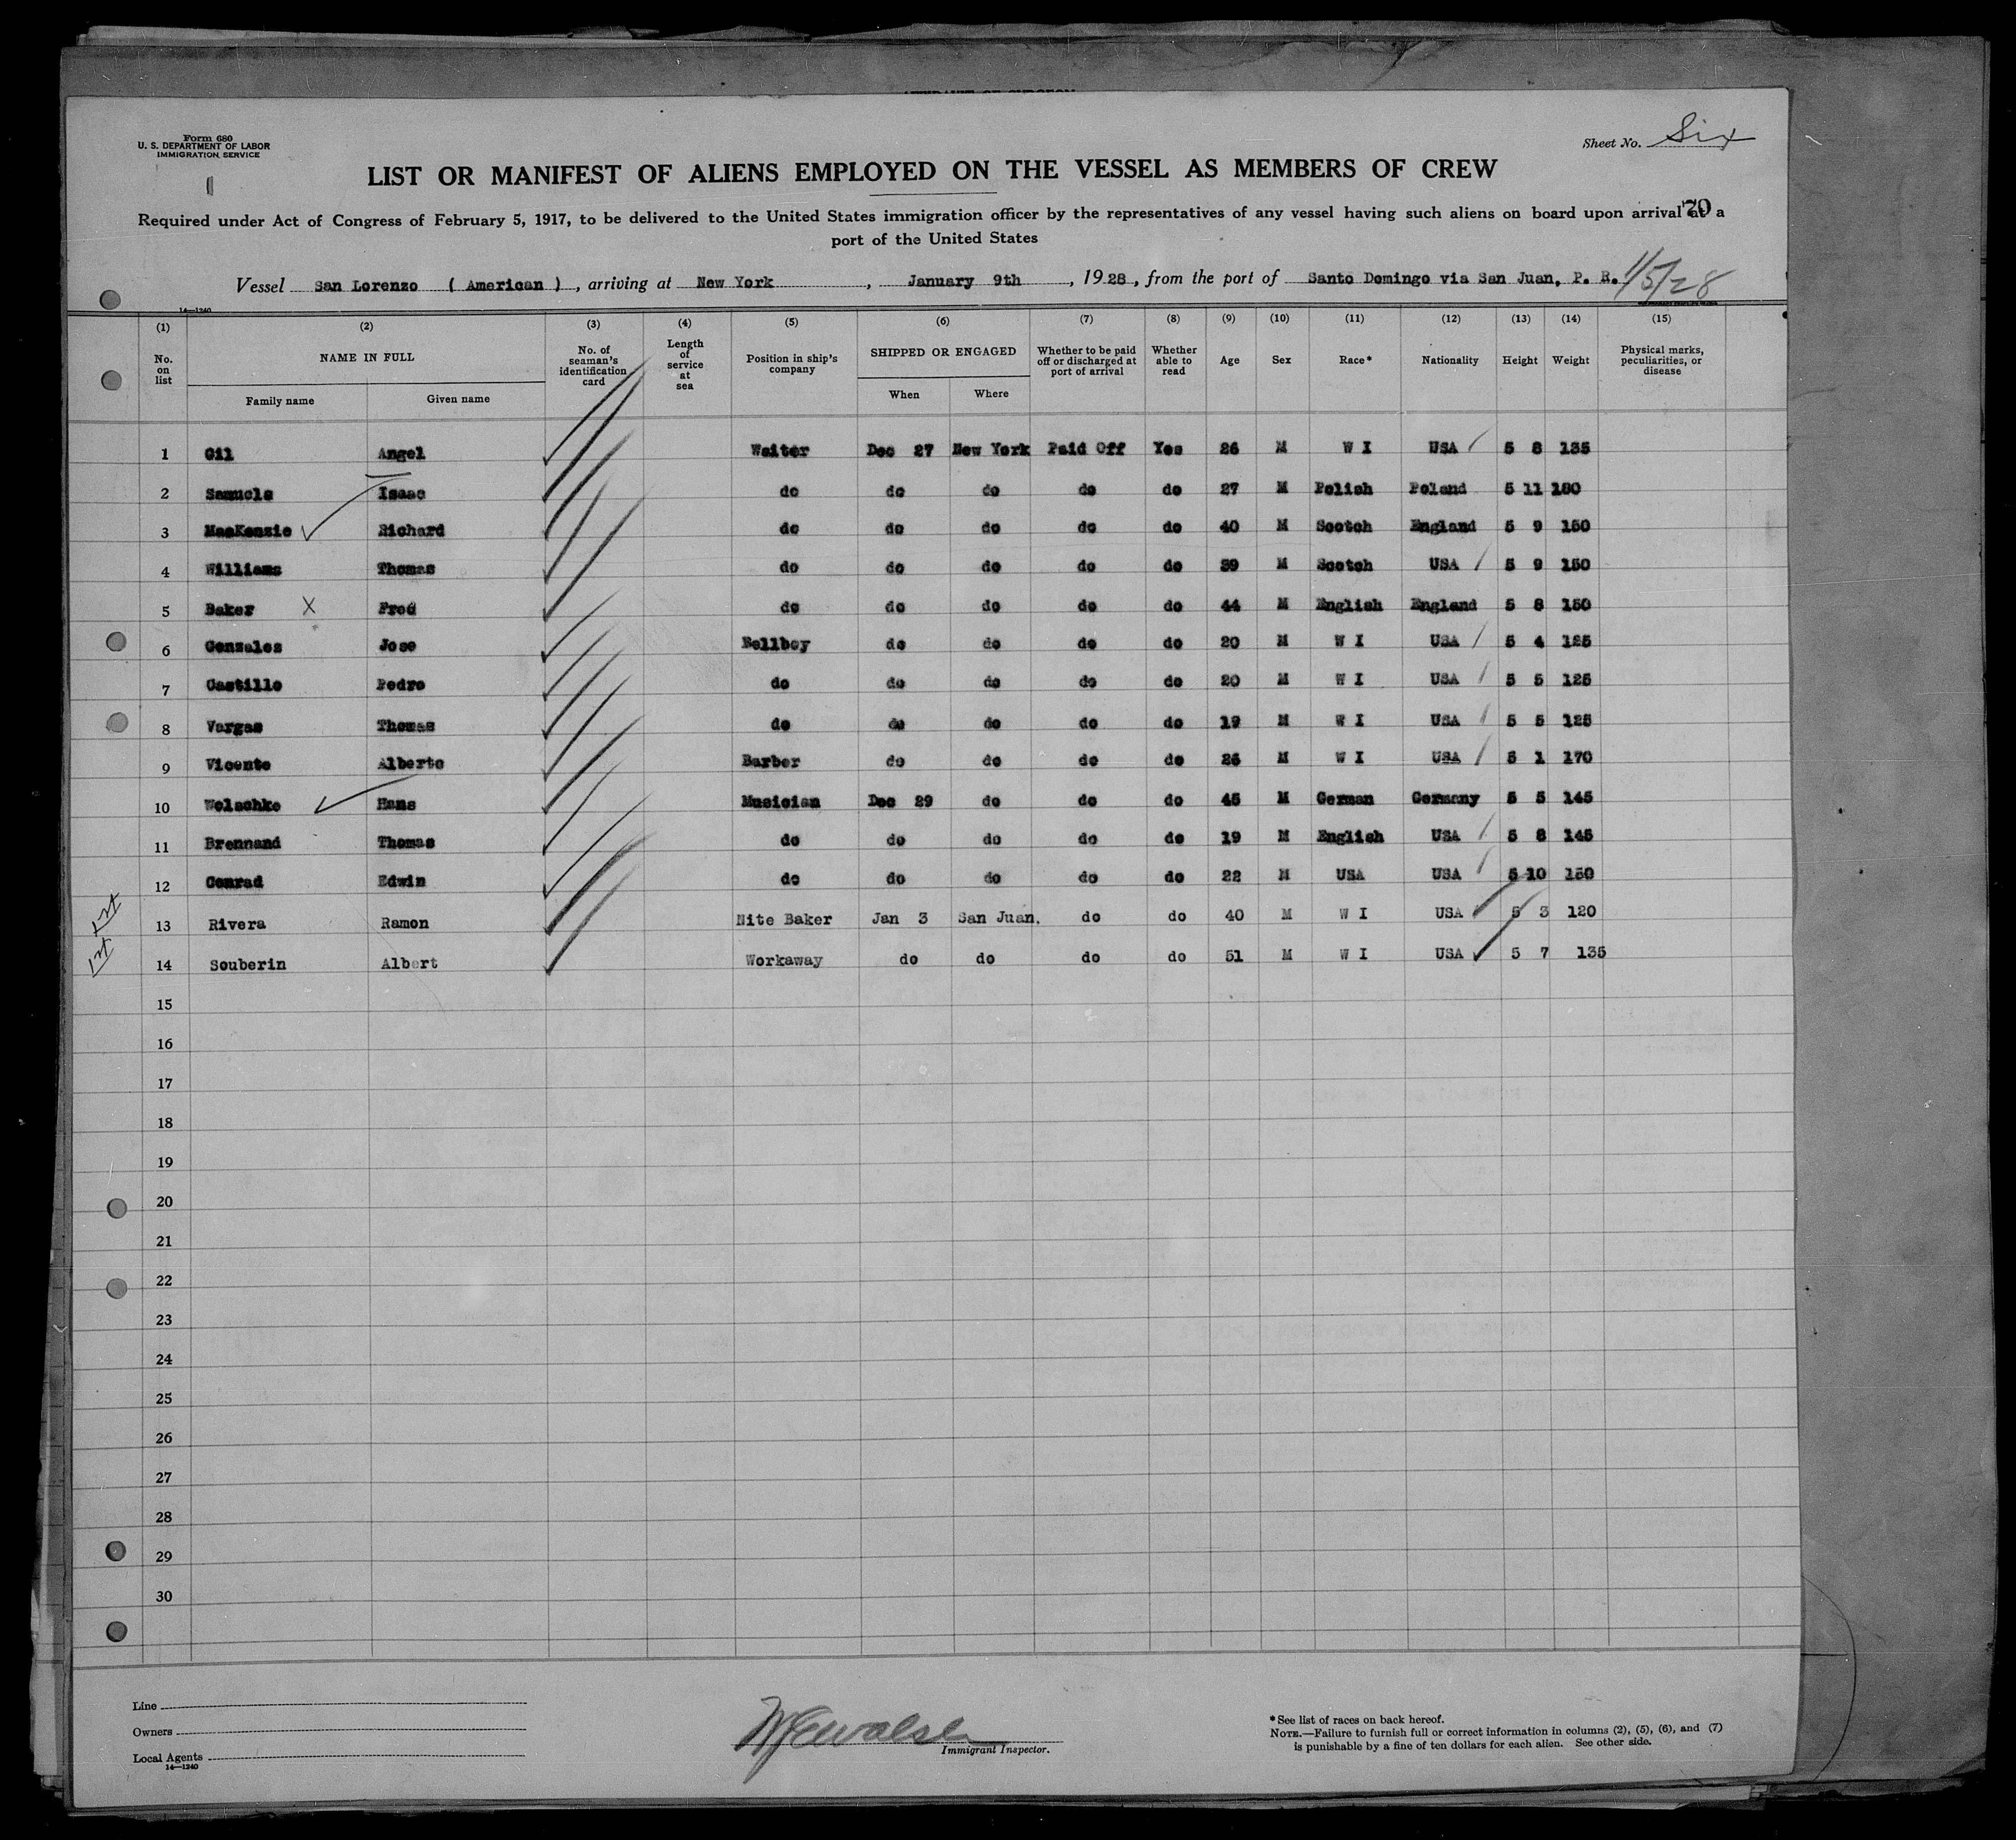 Form 680
U. S. DEPARTMENT OF LABOR
IMMIGRATION SERVICE
Sheet No. Six
LIST OR MANIFEST OF ALIENS EMPLOYED ON THE VESSEL AS MEMBERS OF CREW
70
Required under Act of Congress of February 5, 1917, to be delivered to the United States immigration officer by the representatives of any vessel having such aliens on board upon arrival at a
port of the United States
Vessel San Lorenzo ( American ), arriving at New York, January 9th, 1928, from the port of Santo Domingo via San Juan, P. R. 1/5/28
14—1240
(1) (2) (3) (4) (5) (6) (7) (8) (9) (10) (11) (12) (13) (14) (15)
No. on list NAME IN FULL Family name Given name No. of seaman's identification card Length of service at sea Position in ship's company SHIPPED OR ENGAGED When Where Whether to be paid off or discharged at port of arrival Whether able to read Age Sex Race* Nationality Height Weight Physical marks, peculiarities, or disease
1 Gil Angel Waiter Dec 27 New York Paid Off Yes 26 M W I USA 5 8 135
2 Samuels Isaac do do do do do 27 M Polish Poland 5 11 180
3 MacKenzie Richard do do do do do 40 M Scotch England 5 9 150
4 Williams Thomas do do do do do 39 M Scotch USA 5 9 150
5 Baker X Fred do do do do do 44 M English England 5 8 150
6 Gonzales Jose Bellboy do do do do 20 M W I USA 5 4 125
7 Castillo Pedro do do do do do 20 M W I USA 5 5 125
8 Vargas Thomas do do do do do 19 M W I USA 5 5 125
9 Vicente Alberto Barber do do do do 26 M W I USA 5 1 170
10 Welschke Hans Musician Dec 29 do do do 45 M German Germany 5 5 145
11 Brennand Thomas do do do do do 19 M English USA 5 8 145
12 Conrad Edwin do do do do do 22 M USA USA 5 10 150
13 Rivera Ramon Nite Baker Jan 3 San Juan. do do 40 M W I USA 5 3 120
14 Souberin Albert Workaway do do do do 51 M W I USA 5 7 135
15
16
17
18
19
20
21
22
23
24
25
26
27
28
29
30
Line
Owners
Local Agents
14—1240
Immigrant Inspector.
*See list of races on back hereof.
NOTE.—Failure to furnish full or correct information in columns (2), (5), (6), and (7)
is punishable by a fine of ten dollars for each alien. See other side.